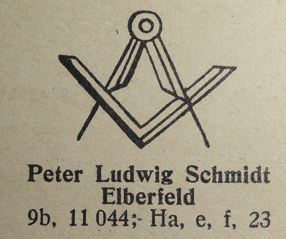 Peter Ludwig Schmidt
Elberfeld
9b, 11 044;- Ha, e, f, 23